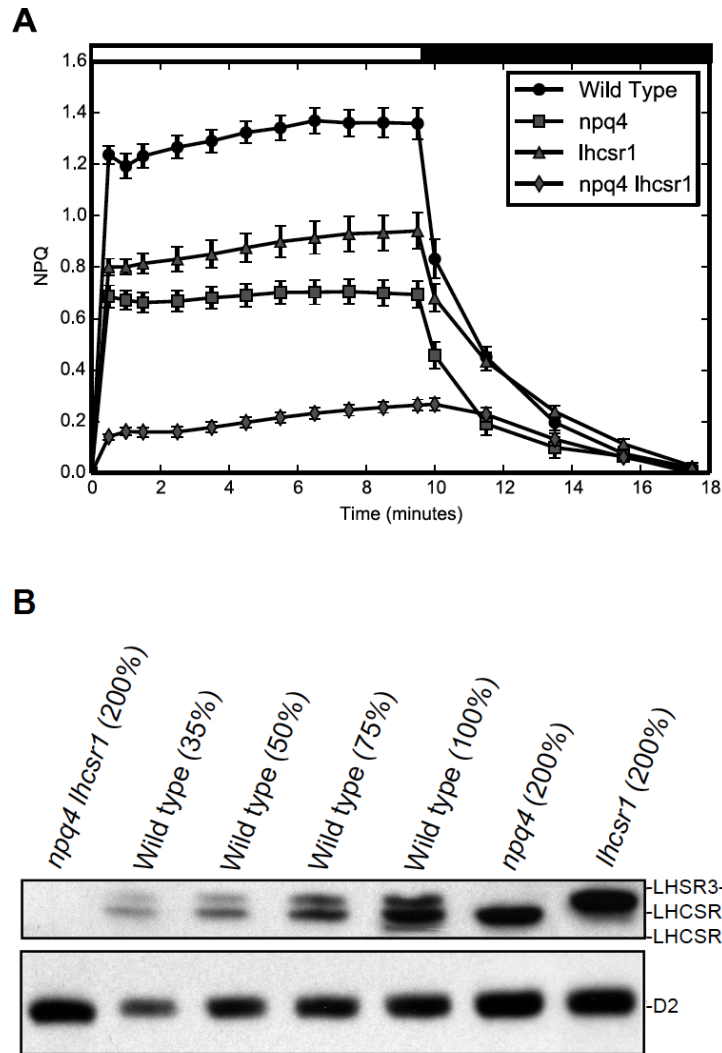 A
1.6
1.4
1.2
1.0
0.8
0.6
0.4
0.2
0.0
NPQ
0 2 4 6 8 10 12 14 16 18
Time (minutes)
Wild Type
npq4
lhcsr1
npq4 lhcsr1
B
npq4 lhcsr1 (200%)
Wild type (35%)
Wild type (50%)
Wild type (75%)
Wild type (100%)
npq4 (200%)
lhcsr1 (200%)
-LHSR3-
-LHCSR
LHCSR
-D2